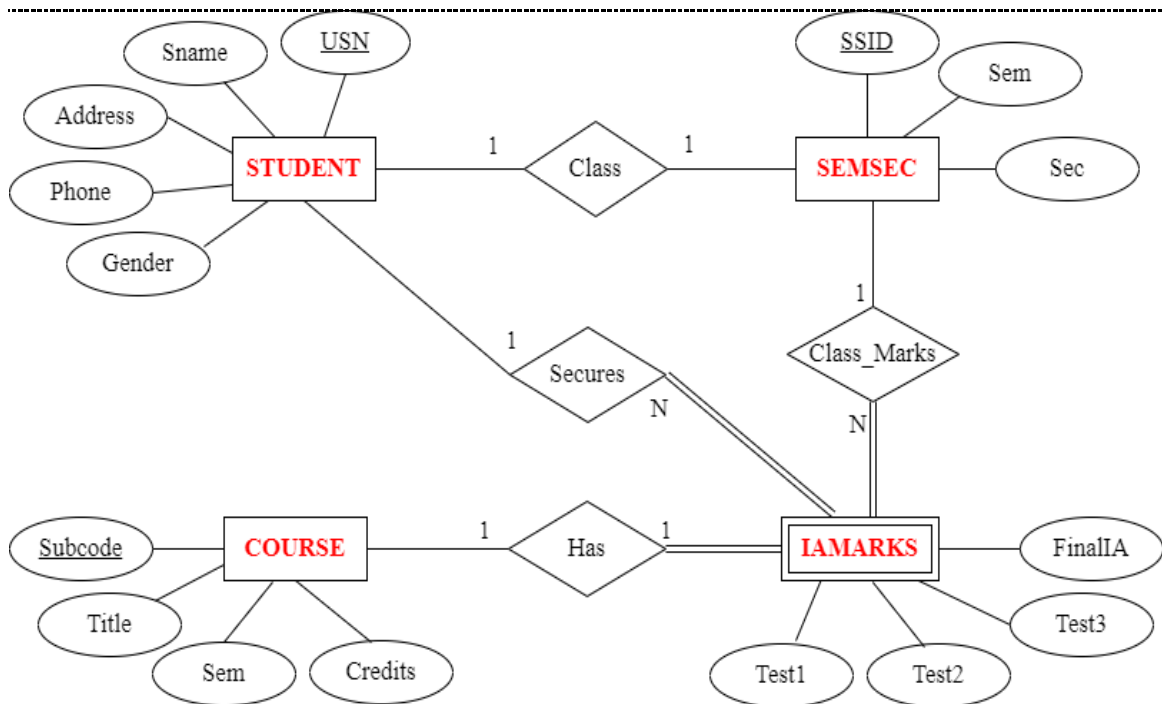 USN
SSID
Sname
Sem
Address
1
Class
1
STUDENT
SEMSEC
Sec
Phone
Gender
1
1
Class_Marks
Secures
N
N
Subcode
COURSE
1
Has
1
IAMARKS
FinalIA
Title
Test3
Sem
Credits
Test1
Test2